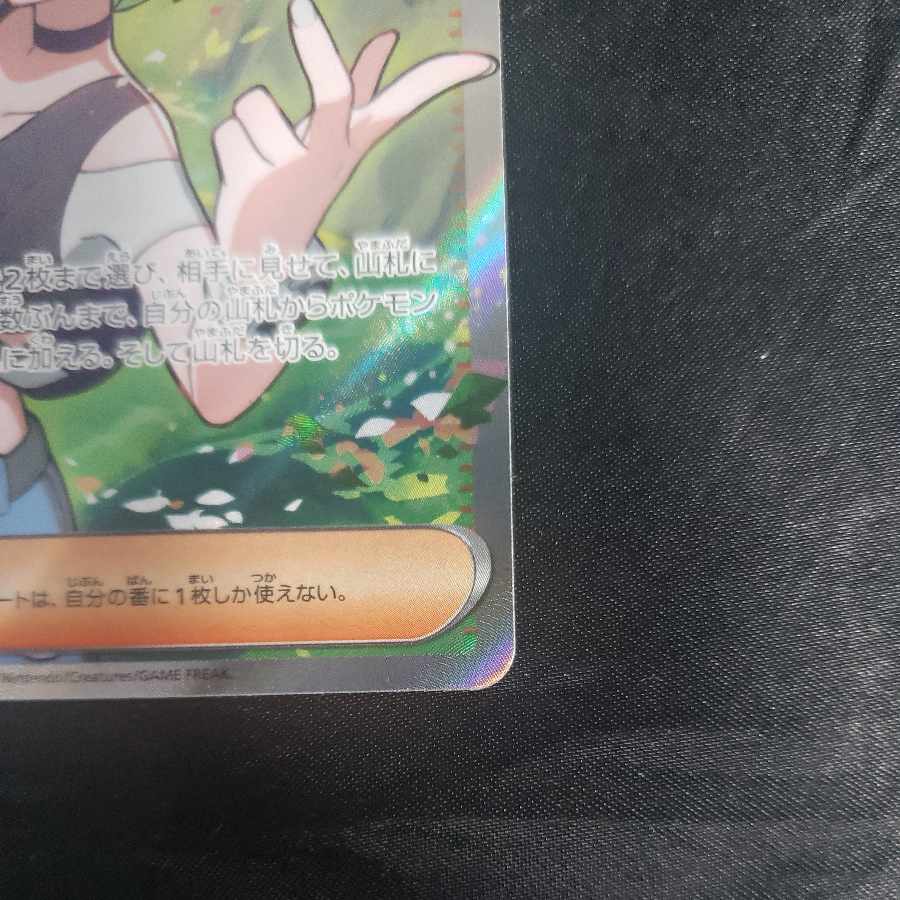 2枚まで選び、相手に見せて、山札に
数ぶんまで、自分の山札からポケモン
に加える。そして山札を切る。
ートは、自分の番に1枚しか使えない。
Nintendo/Creatures/GAME FREAK.